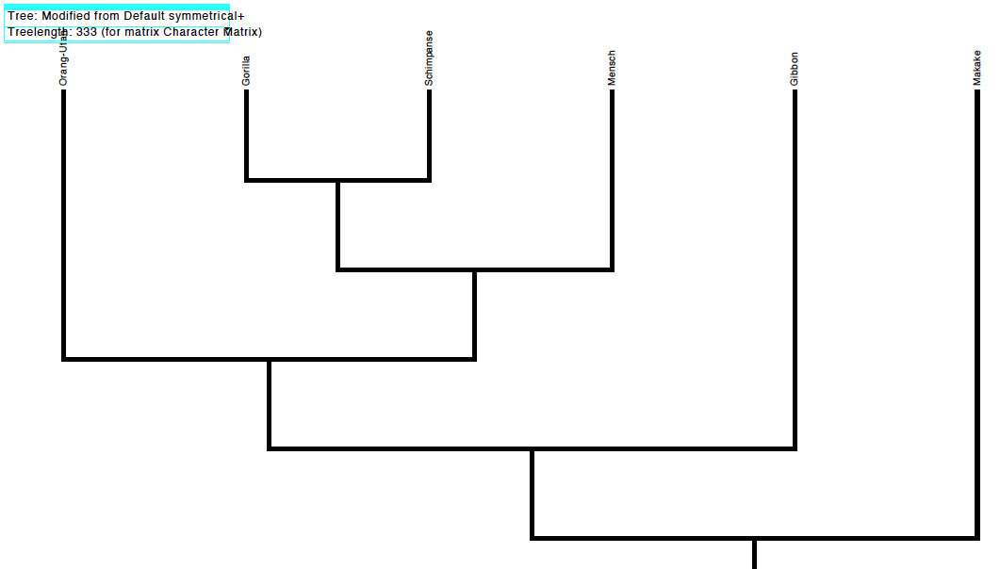 Tree: Modified from Default symmetrical+
Treelength: 333 (for matrix Character Matrix)
Orang-Utan
Gorilla
Schimpanse
Mensch
Gibbon
Makake